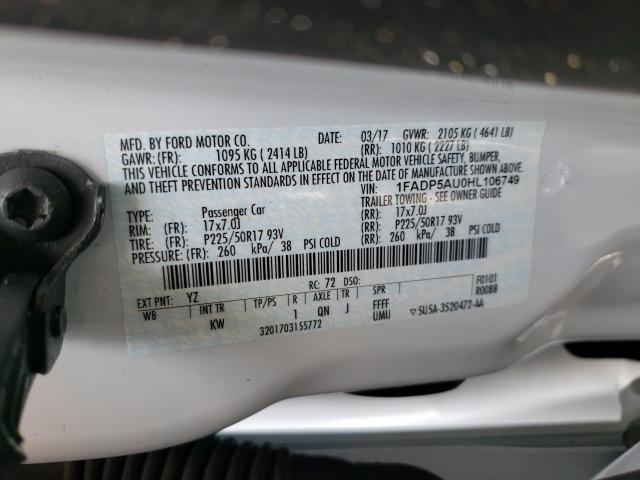 MFD. BY FORD MOTOR CO. DATE: 03/17 GVWR: 2105 KG ( 4641 LB)
GAWR: (FR): 1095 KG ( 2414 LB) (RR): 1010 KG ( 2227 LB)
THIS VEHICLE CONFORMS TO ALL APPLICABLE FEDERAL MOTOR VEHICLE SAFETY, BUMPER,
AND THEFT PREVENTION STANDARDS IN EFFECT ON THE DATE OF MANUFACTURE SHOWN ABOVE.
VIN: 1FADP5AU0HL106749
TYPE: Passenger Car TRAILER TOWING - SEE OWNER GUIDE
RIM: (FR): 17x7.0J (RR): 17x7.0J
TIRE: (FR): P225/50R17 93V (RR): P225/50R17 93V
PRESSURE: (FR): 260 kPa/ 38 PSI COLD (RR): 260 kPa/ 38 PSI COLD
EXT PNT: YZ RC: 72 DSO: F0101
WB INT TR TP/PS R AXLE TR SPR R0088
KW 1 QN J FFFF
UMU 5U5A-3520472-AA
3201703155772